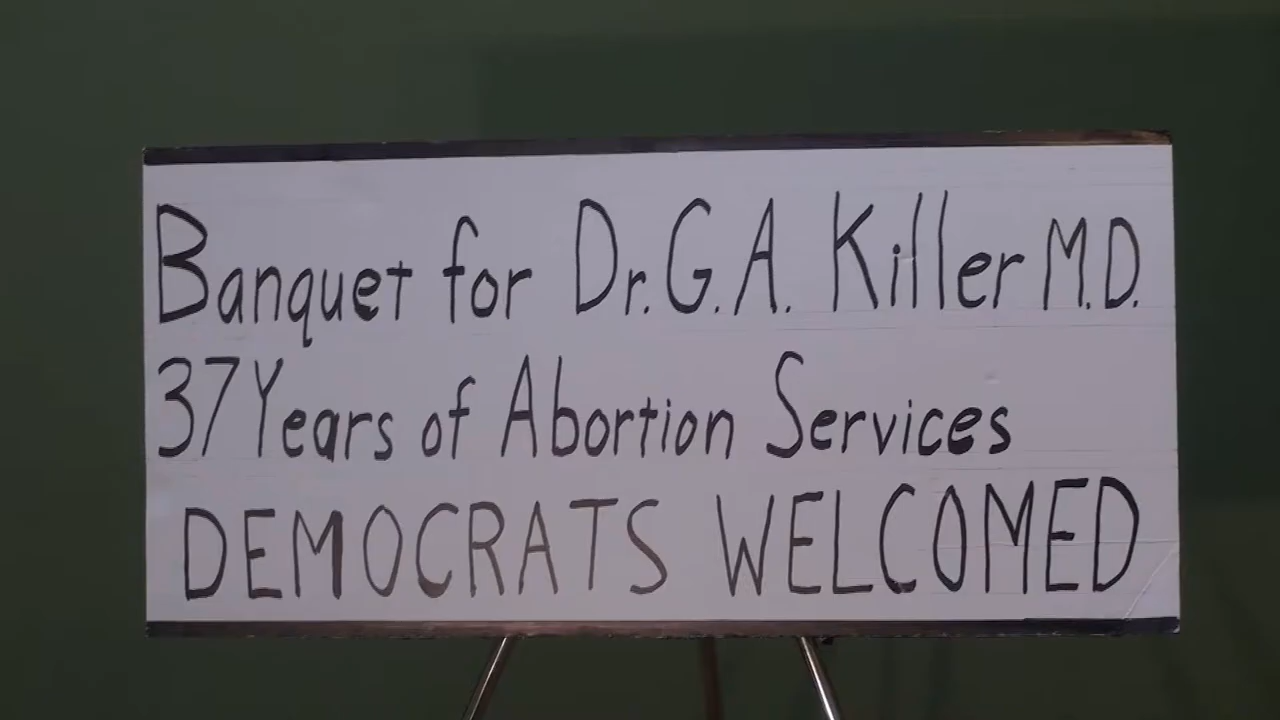 Banquet for Dr. G.A. Killer M.D.
37 Years of Abortion Services
DEMOCRATS WELCOMED